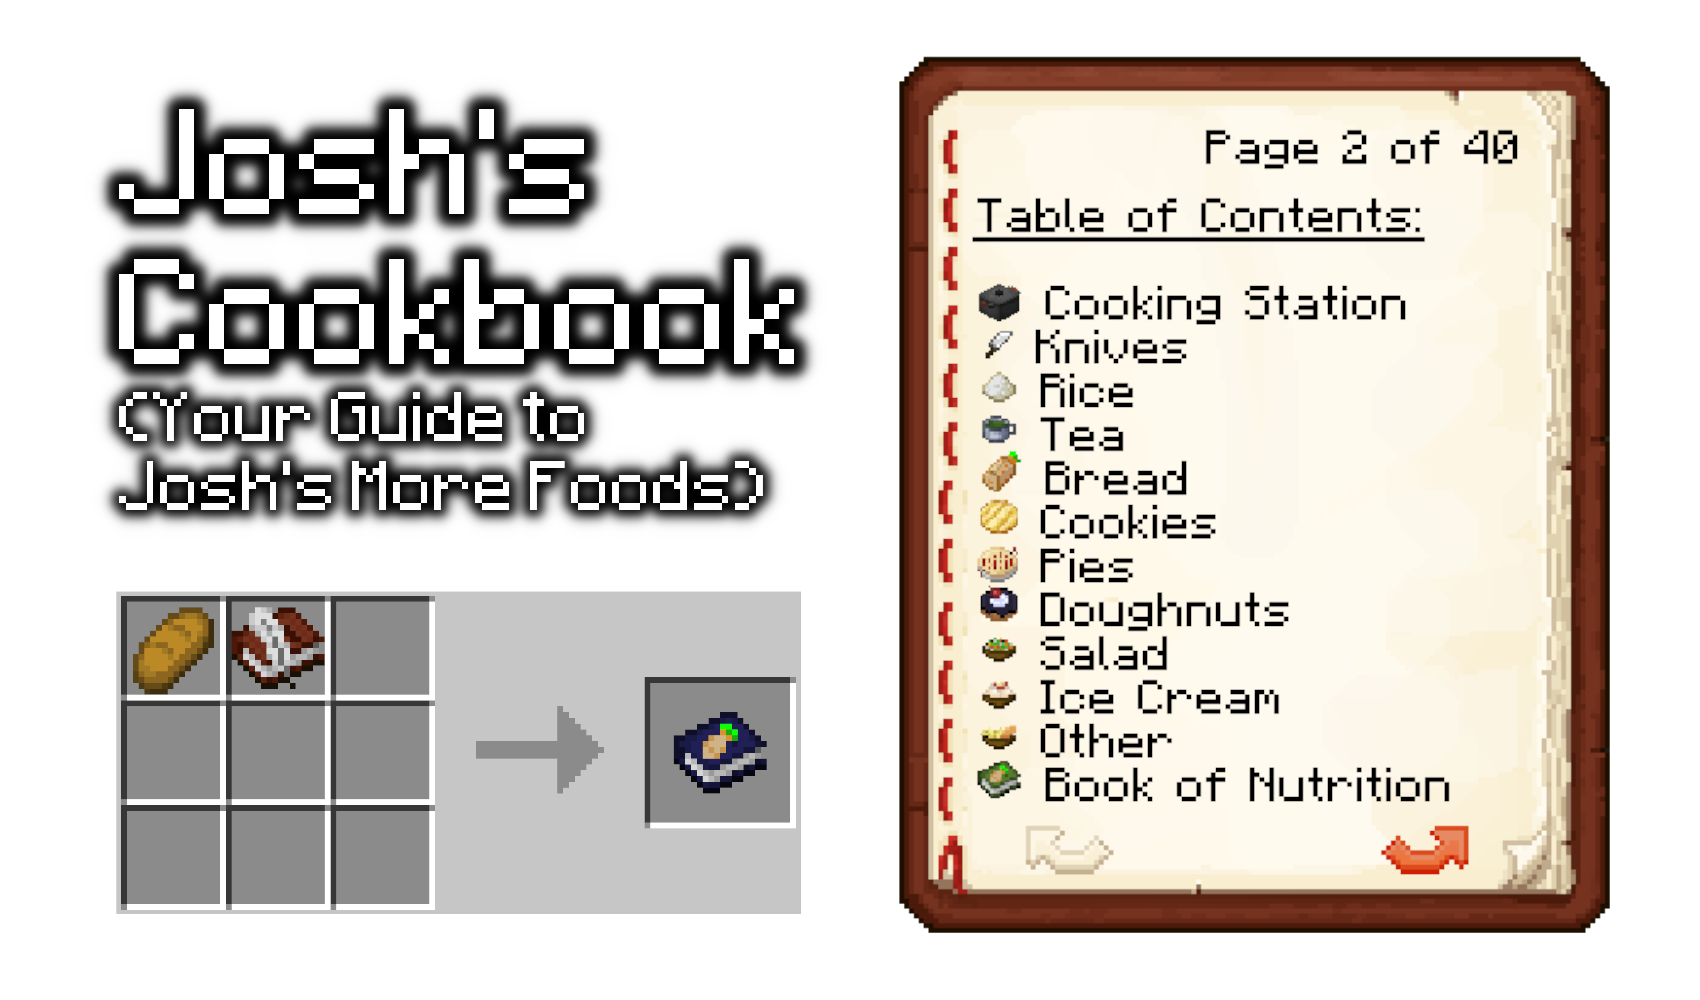 Josh's
Cookbook
(Your Guide to
Josh's More Foods)
Page 2 of 40
Table of Contents:
Cooking Station
Knives
Rice
Tea
Bread
Cookies
Pies
Doughnuts
Salad
Ice Cream
Other
Book of Nutrition